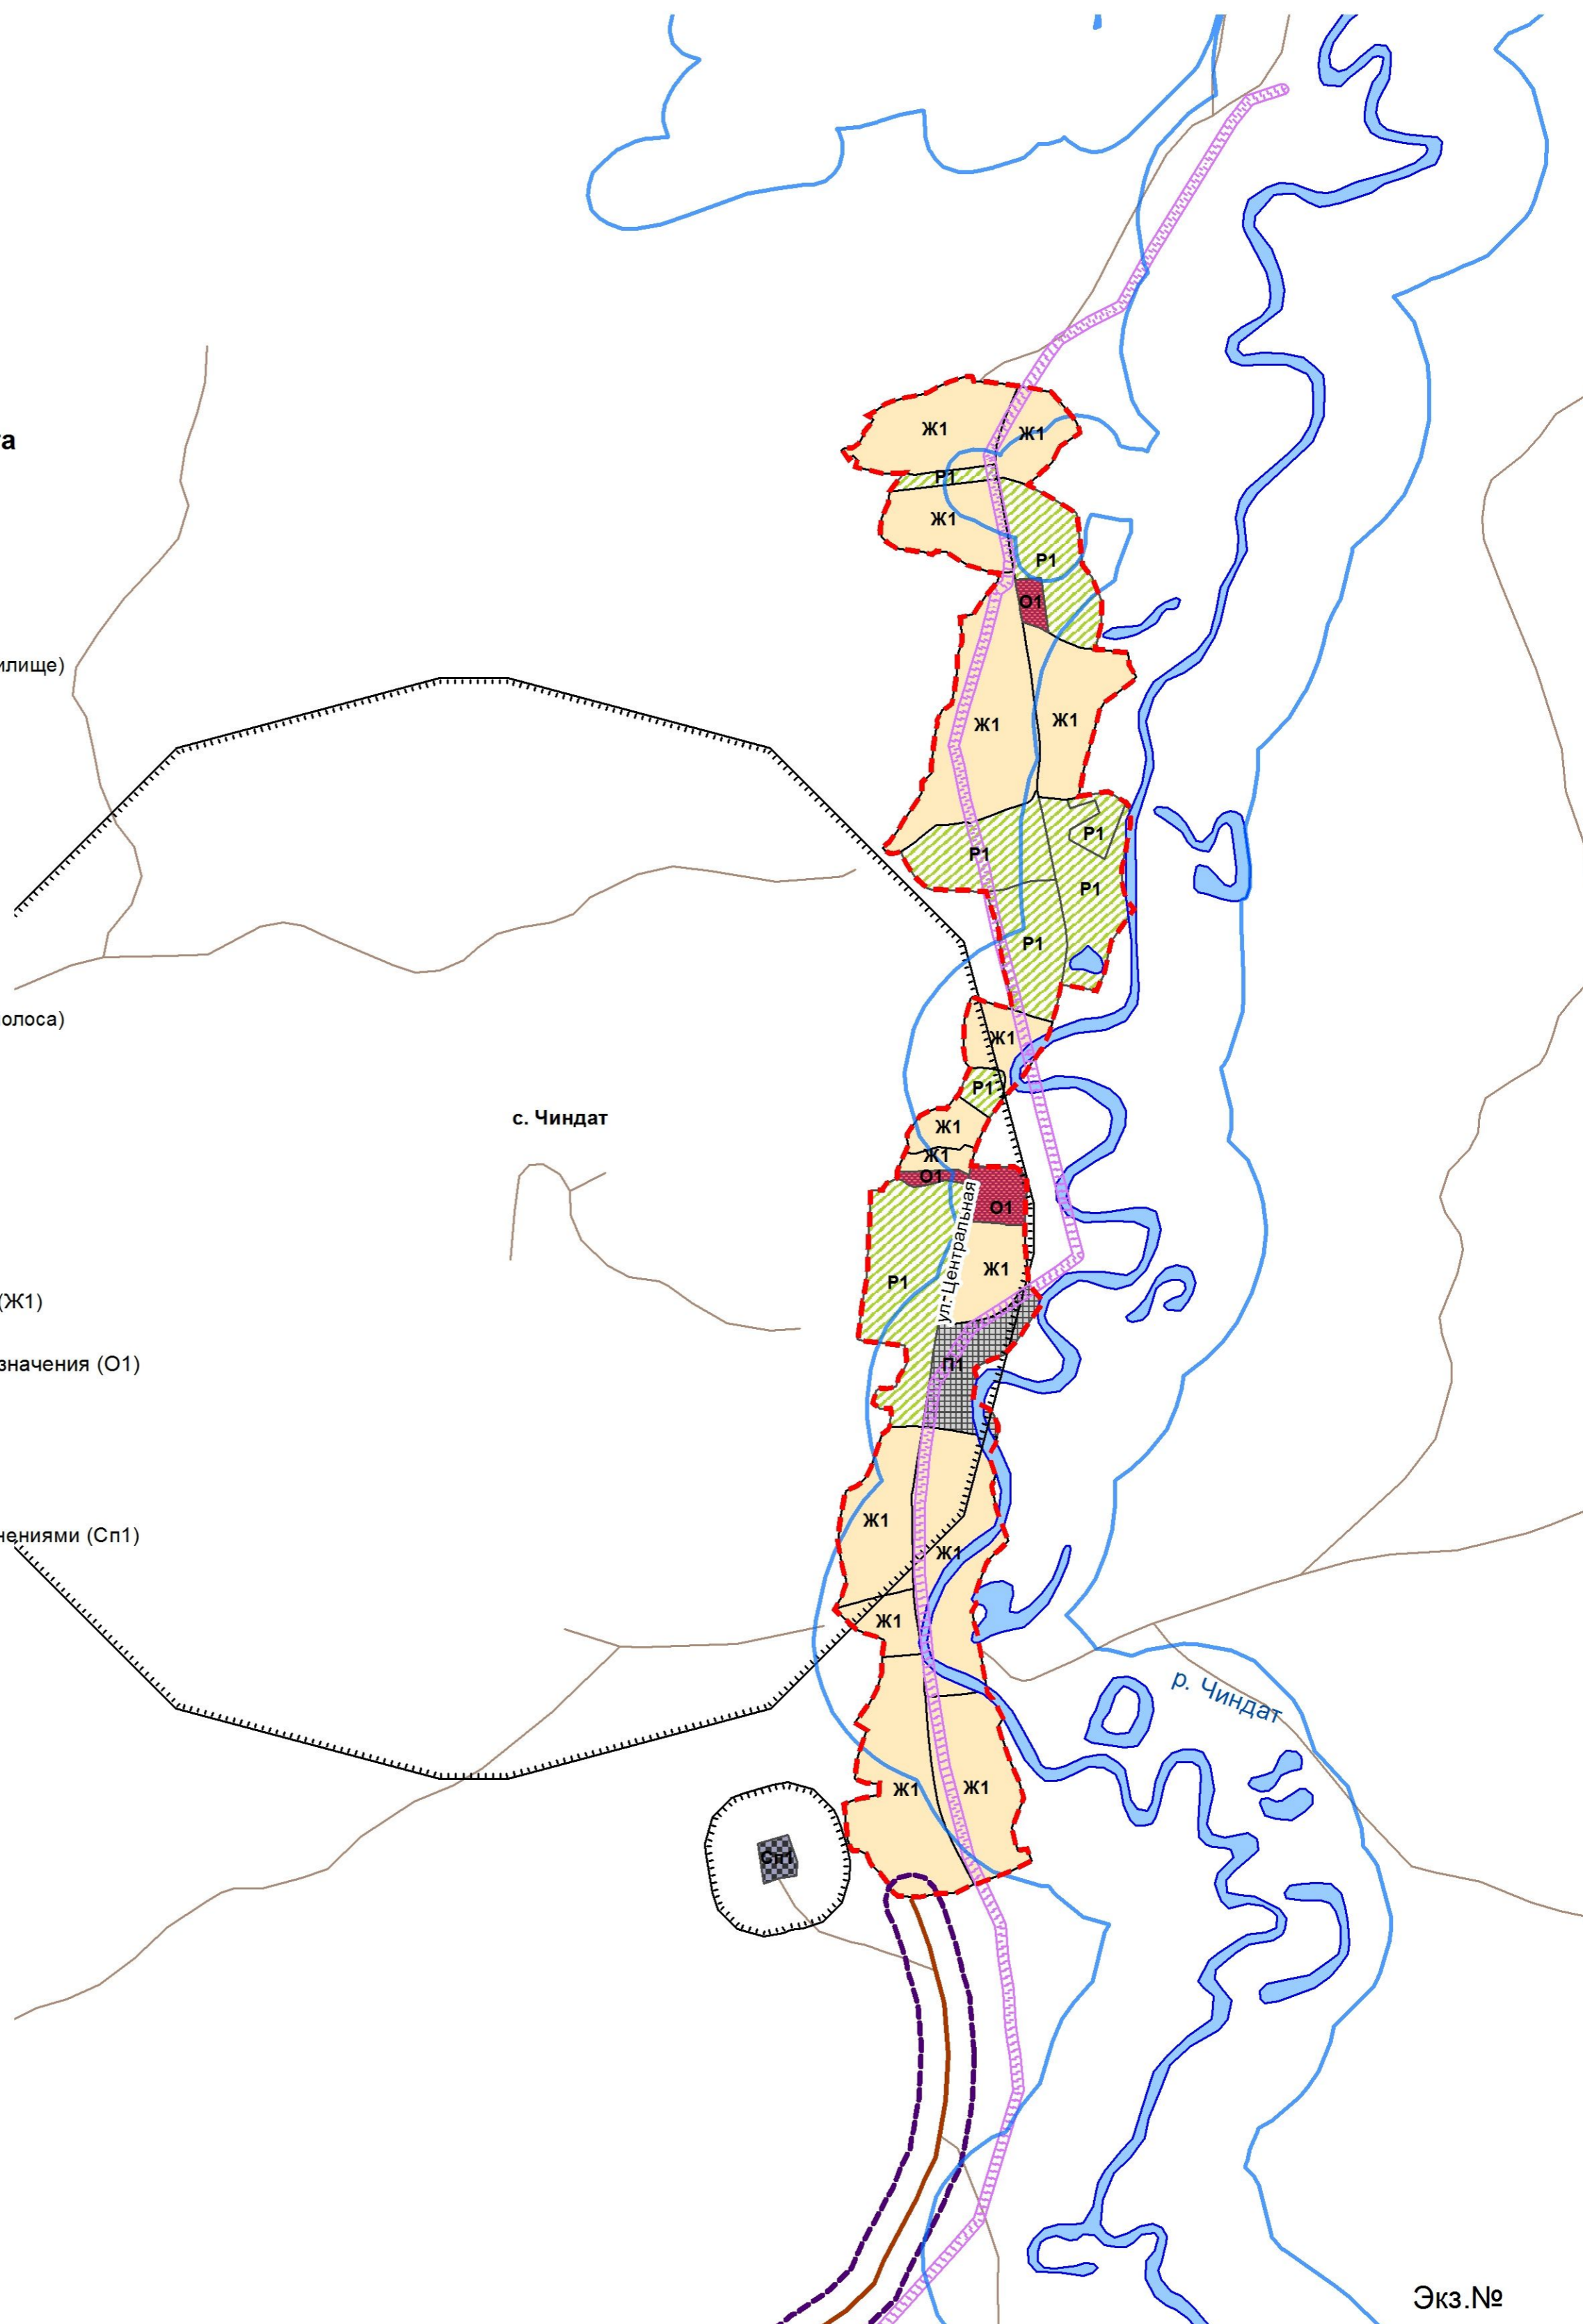 Ж1
Ж1
та
Р1
Ж1
Р1
О1
илище)
Ж1
Ж1
Р1
Р1
Р1
Р1
олоса)
Ж1
Р1
с. Чиндат
Ж1
Ж1
О1
О1
ул. Центральная
Ж1
Р1
(Ж1)
значения (О1)
П1
Ж1
нениями (Сп1)
Ж1
Ж1
р. Чиндат
Ж1
Ж1
Сп1
Экз.№